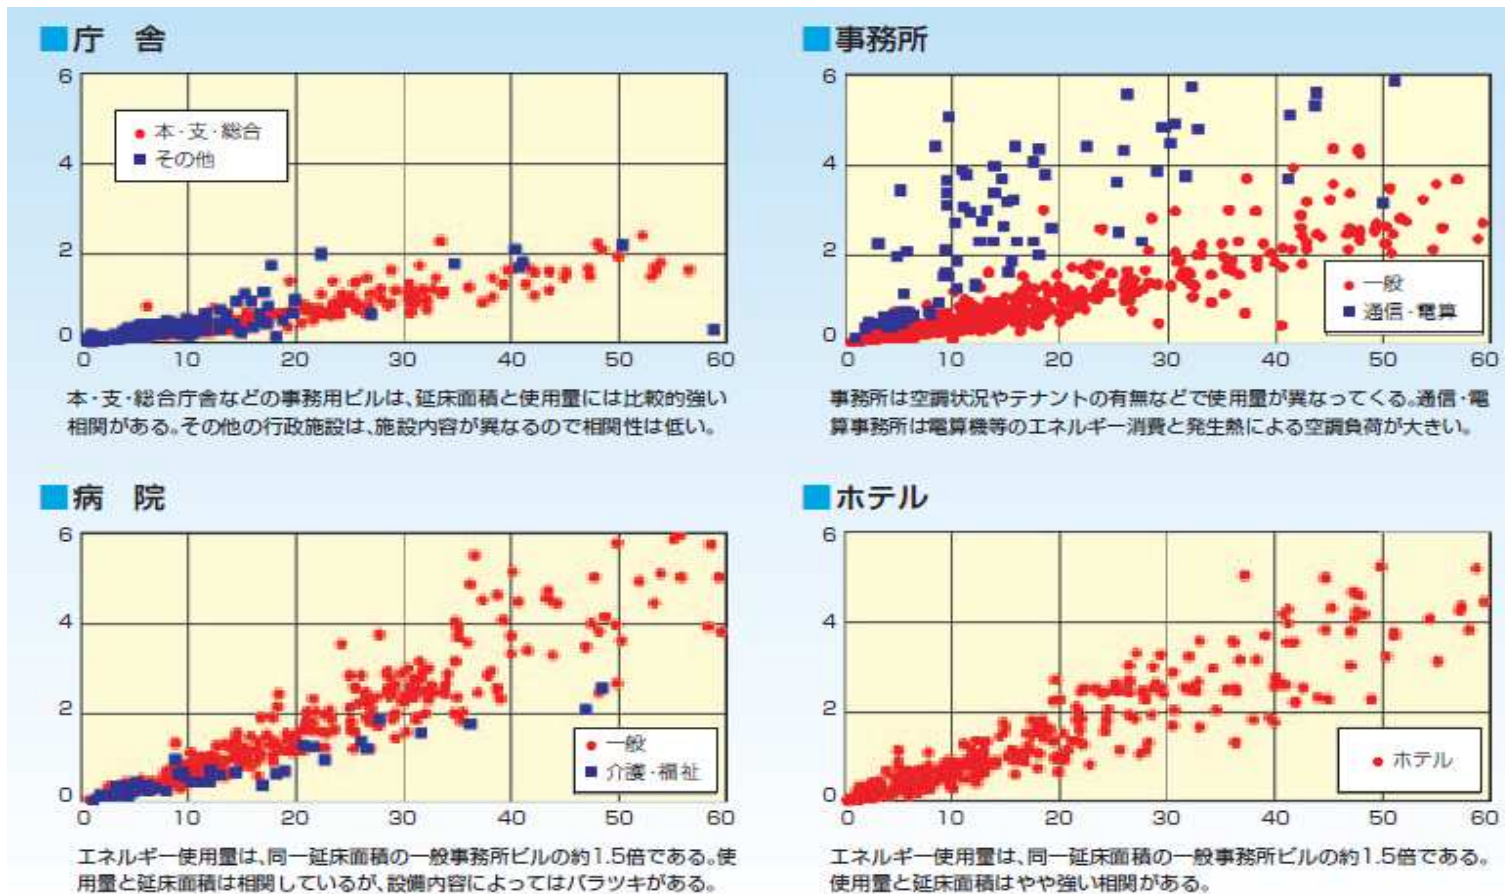 庁 舎
6
4
2
0
本・支・総合
その他
0 10 20 30 40 50 60
本・支・総合庁舎などの事務用ビルは、延床面積と使用量には比較的強い
相関がある。その他の行政施設は、施設内容が異なるので相関性は低い。
事務所
6
4
2
0
一般
通信・電算
0 10 20 30 40 50 60
事務所は空調状況やテナントの有無などで使用量が異なってくる。通信・電
算事務所は電算機等のエネルギー消費と発生熱による空調負荷が大きい。
病 院
6
4
2
0
一般
介護・福祉
0 10 20 30 40 50 60
エネルギー使用量は、同一延床面積の一般事務所ビルの約1.5倍である。使
用量と延床面積は相関しているが、設備内容によってはバラツキがある。
ホテル
6
4
2
0
ホテル
0 10 20 30 40 50 60
エネルギー使用量は、同一延床面積の一般事務所ビルの約1.5倍である。
使用量と延床面積はやや強い相関がある。